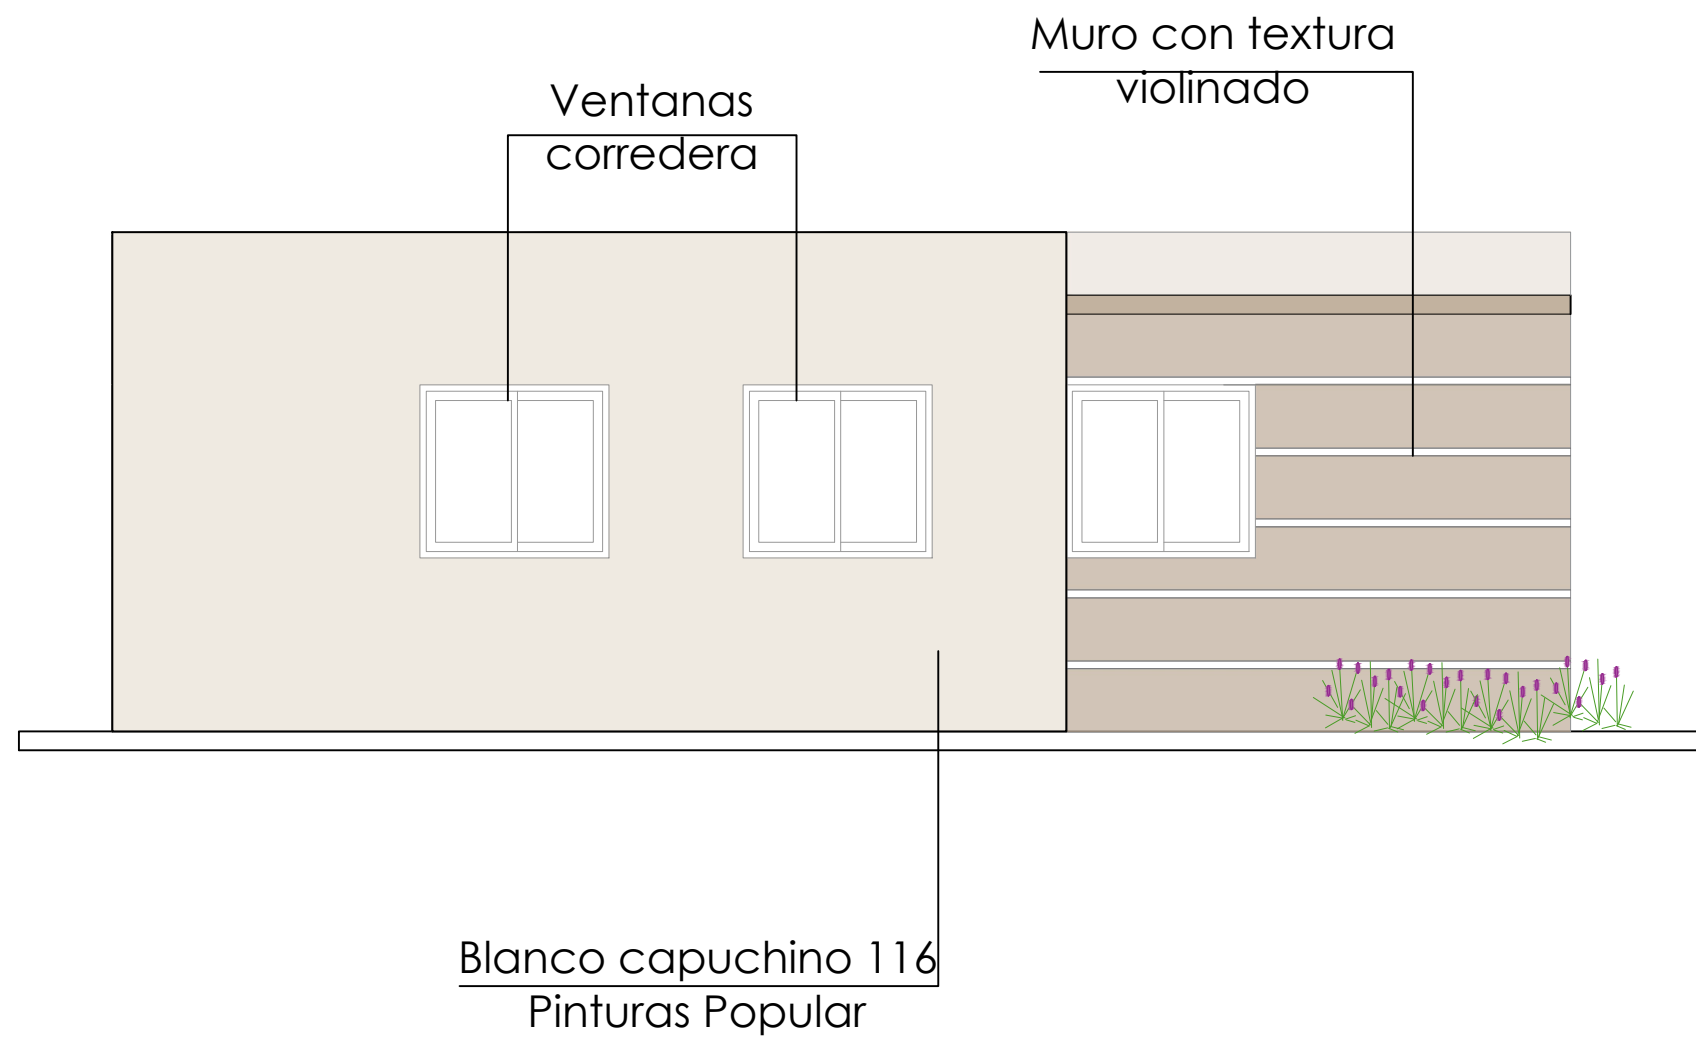 Muro con textura
violinado
Ventanas
corredera
Blanco capuchino 116
Pinturas Popular